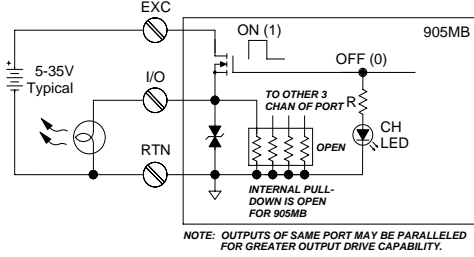 EXC
905MB
ON (1)
OFF (0)
5-35V
Typical
I/O
TO OTHER 3
CHAN OF PORT
R
CH
LED
OPEN
RTN
INTERNAL PULL-
DOWN IS OPEN
FOR 905MB
NOTE: OUTPUTS OF SAME PORT MAY BE PARALLELED
FOR GREATER OUTPUT DRIVE CAPABILITY.